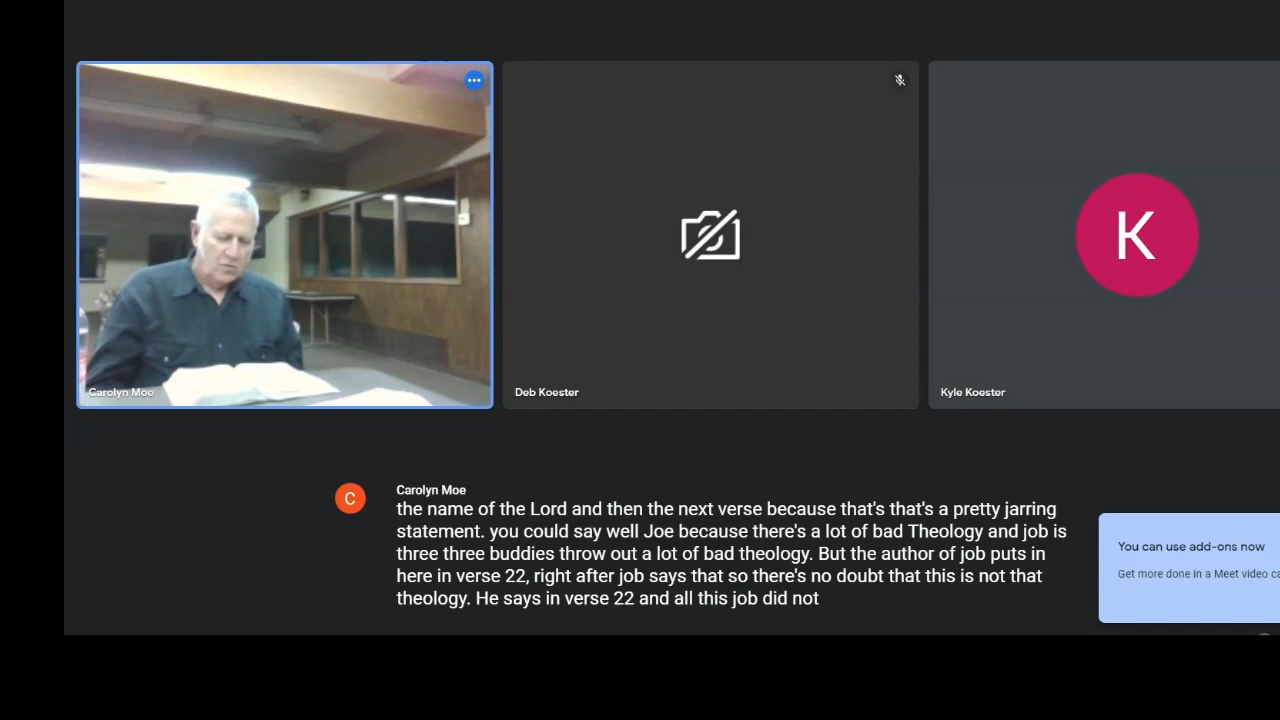 K
Carolyn Moe
Deb Koester
Kyle Koester
C
Carolyn Moe
the name of the Lord and then the next verse because that's that's a pretty jarring
statement. you could say well Joe because there's a lot of bad Theology and job is
three three buddies throw out a lot of bad theology. But the author of job puts in
here in verse 22, right after job says that so there's no doubt that this is not that
theology. He says in verse 22 and all this job did not
You can use add-ons now
Get more done in a Meet video ca